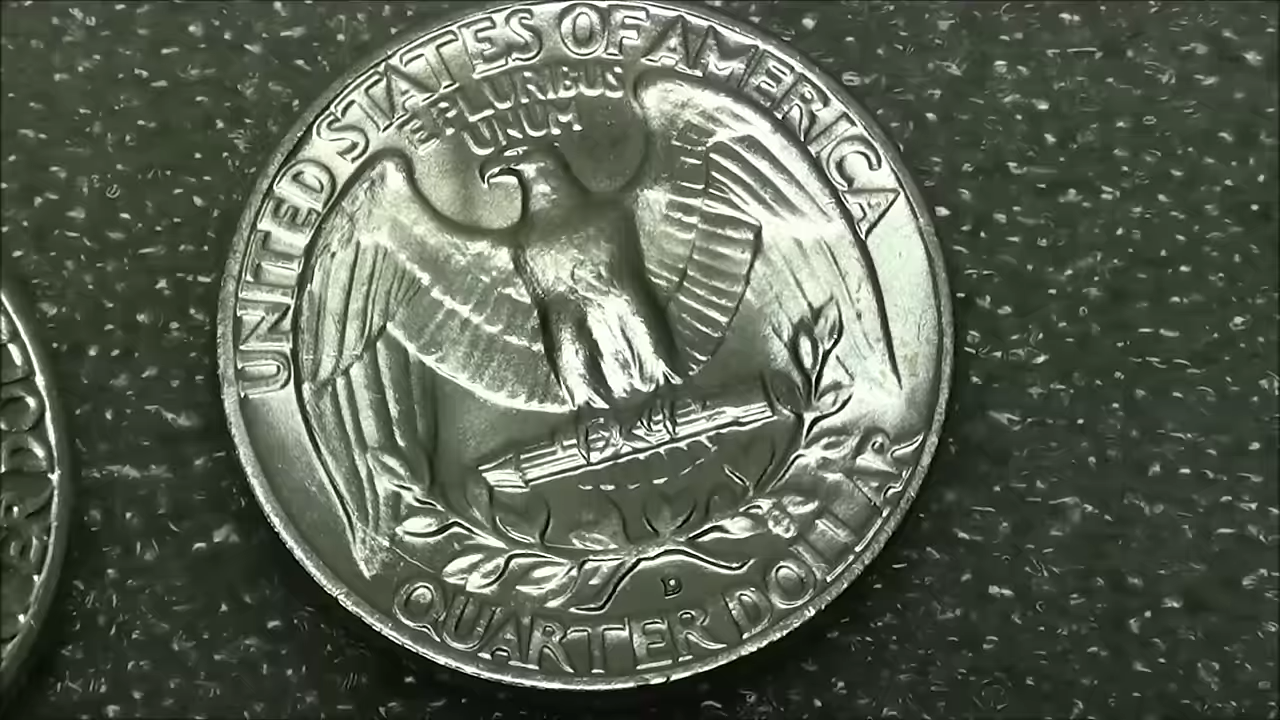 UNITED STATES OF AMERICA
E PLURIBUS
UNUM
D
QUARTER DOLLAR